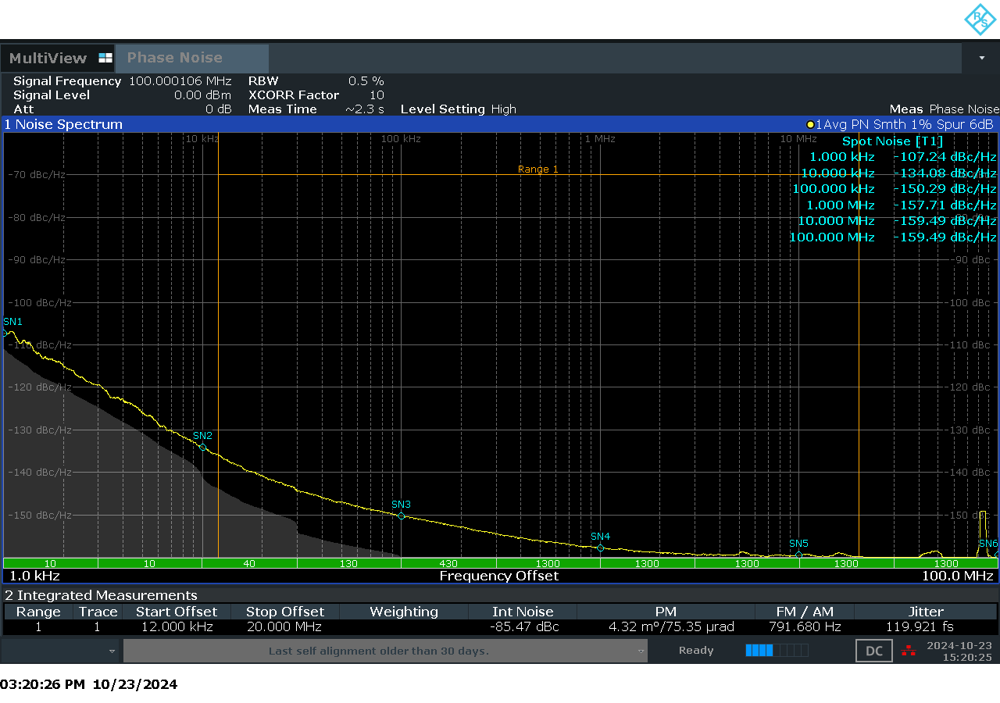 R&S
MultiView Phase Noise
Signal Frequency 100.000106 MHz RBW 0.5 %
Signal Level 0.00 dBm XCORR Factor 10
Att 0 dB Meas Time ~2.3 s Level Setting High Meas Phase Noise
1 Noise Spectrum 1Avg PN Smth 1% Spur 6dB
10 kHz 100 kHz 1 MHz 10 MHz
Spot Noise [T1]
1.000 kHz -107.24 dBc/Hz
Range 1
-70 dBc/Hz 10.000 kHz -134.08 dBc/Hz
100.000 kHz -150.29 dBc/Hz
1.000 MHz -157.71 dBc/Hz
-80 dBc/Hz 10.000 MHz -159.49 dBc/Hz
100.000 MHz -159.49 dBc/Hz
-90 dBc/Hz -90 dBc
-100 dBc/Hz -100 dBc
SN1
-110 dBc/Hz -110 dBc
-120 dBc/Hz -120 dBc
-130 dBc/Hz -130 dBc
SN2
-140 dBc/Hz -140 dBc
SN3
-150 dBc/Hz -150 dBc
SN4
SN5 SN6
10 10 40 130 430 1300 1300 1300 1300 1300
1.0 kHz Frequency Offset 100.0 MHz
2 Integrated Measurements
Range Trace Start Offset Stop Offset Weighting Int Noise PM FM / AM Jitter
1 1 12.000 kHz 20.000 MHz -85.47 dBc 4.32 m°/75.35 µrad 791.680 Hz 119.921 fs
Last self alignment older than 30 days. Ready DC 2024-10-23
15:20:25
03:20:26 PM 10/23/2024